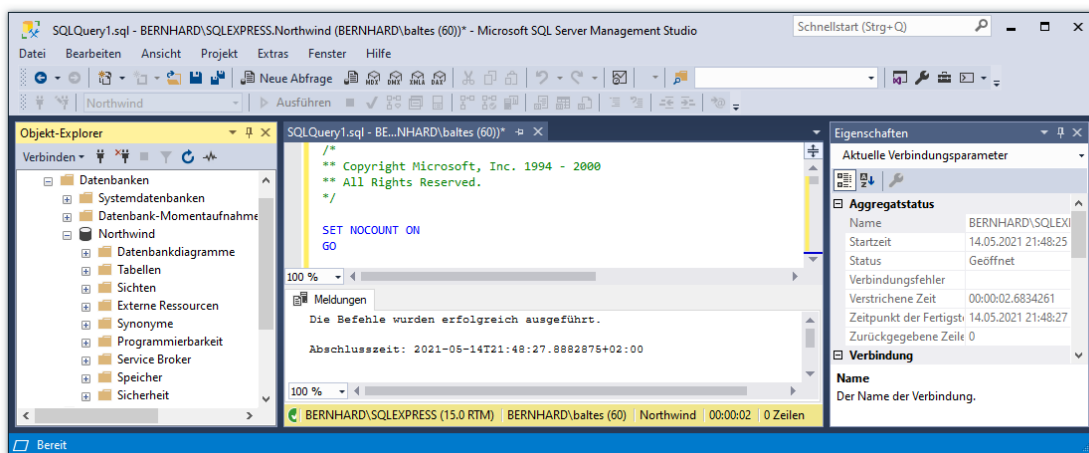 SQLQuery1.sql - BERNHARD\SQLEXPRESS.Northwind (BERNHARD\baltes (60))* - Microsoft SQL Server Management Studio
Schnellstart (Strg+Q)
Datei Bearbeiten Ansicht Projekt Extras Fenster Hilfe
Neue Abfrage MDX DMX XMLA DAX
Northwind Ausführen
Objekt-Explorer
Verbinden
Datenbanken
Systemdatenbanken
Datenbank-Momentaufnahme
Northwind
Datenbankdiagramme
Tabellen
Sichten
Externe Ressourcen
Synonyme
Programmierbarkeit
Service Broker
Speicher
Sicherheit
SQLQuery1.sql - BE...NHARD\baltes (60))*
/*
** Copyright Microsoft, Inc. 1994 - 2000
** All Rights Reserved.
*/
SET NOCOUNT ON
GO
100 %
Meldungen
Die Befehle wurden erfolgreich ausgeführt.
Abschlusszeit: 2021-05-14T21:48:27.8882875+02:00
100 %
BERNHARD\SQLEXPRESS (15.0 RTM) BERNHARD\baltes (60) Northwind 00:00:02 0 Zeilen
Eigenschaften
Aktuelle Verbindungsparameter
Aggregatstatus
Name BERNHARD\SQLEXI
Startzeit 14.05.2021 21:48:25
Status Geöffnet
Verbindungsfehler
Verstrichene Zeit 00:00:02.6834261
Zeitpunkt der Fertigst 14.05.2021 21:48:27
Zurückgegebene Zeile 0
Verbindung
Name
Der Name der Verbindung.
Bereit